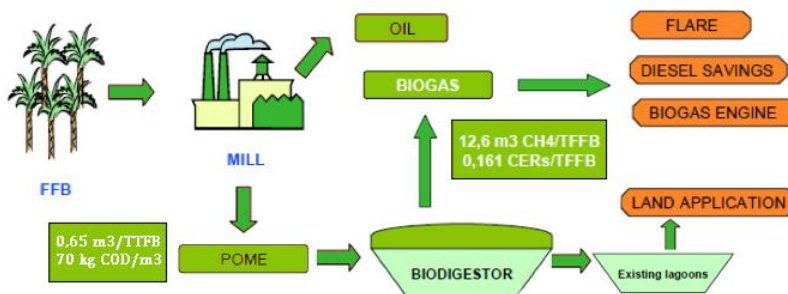 OIL
FLARE
BIOGAS
DIESEL SAVINGS
BIOGAS ENGINE
12,6 m3 CH4/TFFB
0,161 CERs/TFFB
MILL
FFB
LAND APPLICATION
0,65 m3/TTFB
70 kg COD/m3
POME
BIODIGESTOR
Existing lagoons